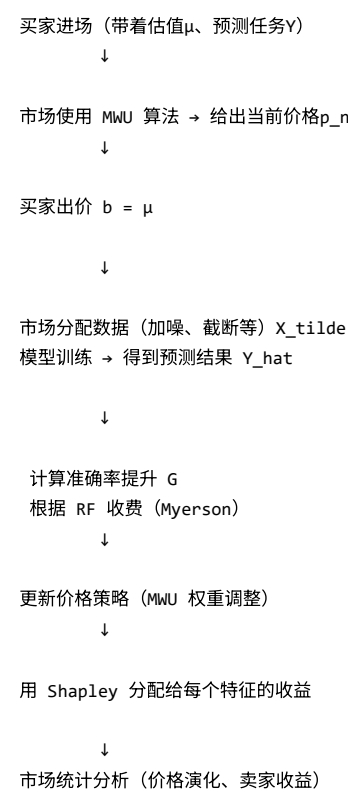 买家进场（带着估值μ、预测任务Y）
↓
市场使用 MWU 算法 → 给出当前价格p_n
↓
买家出价 b = μ
↓
市场分配数据（加噪、截断等）X_tilde
模型训练 → 得到预测结果 Y_hat
↓
计算准确率提升 G
根据 RF 收费（Myerson）
↓
更新价格策略（MWU 权重调整）
↓
用 Shapley 分配给每个特征的收益
↓
市场统计分析（价格演化、卖家收益）